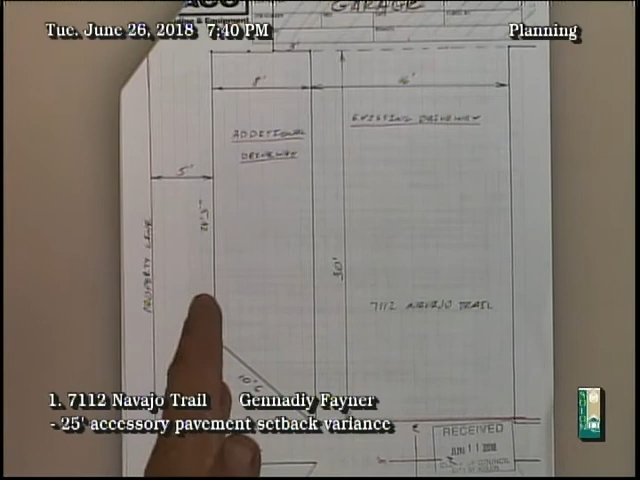 GARAGE
Tue. June 26, 2018 7:40 PM
Planning
8'
16'
ADDITIONAL
DRIVEWAY
EXISTING DRIVEWAY
5'
PROPERTY LINE
30'
7112 NAVAJO TRAIL
1. 7112 Navajo Trail Gennadiy Fayner
- 25' accessory pavement setback variance
RECEIVED